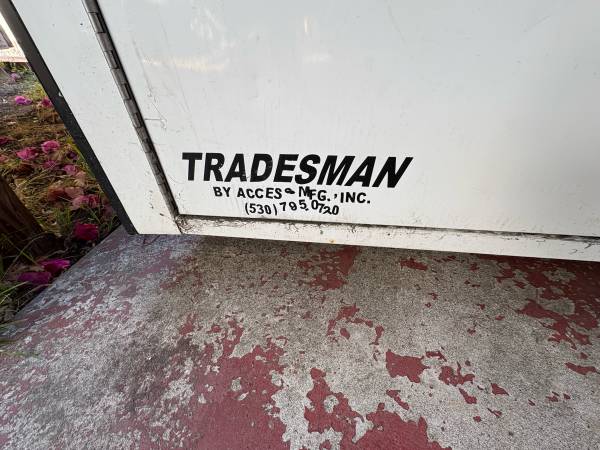 TRADESMAN
BY ACCES MFG., INC.
(530) 795.0720